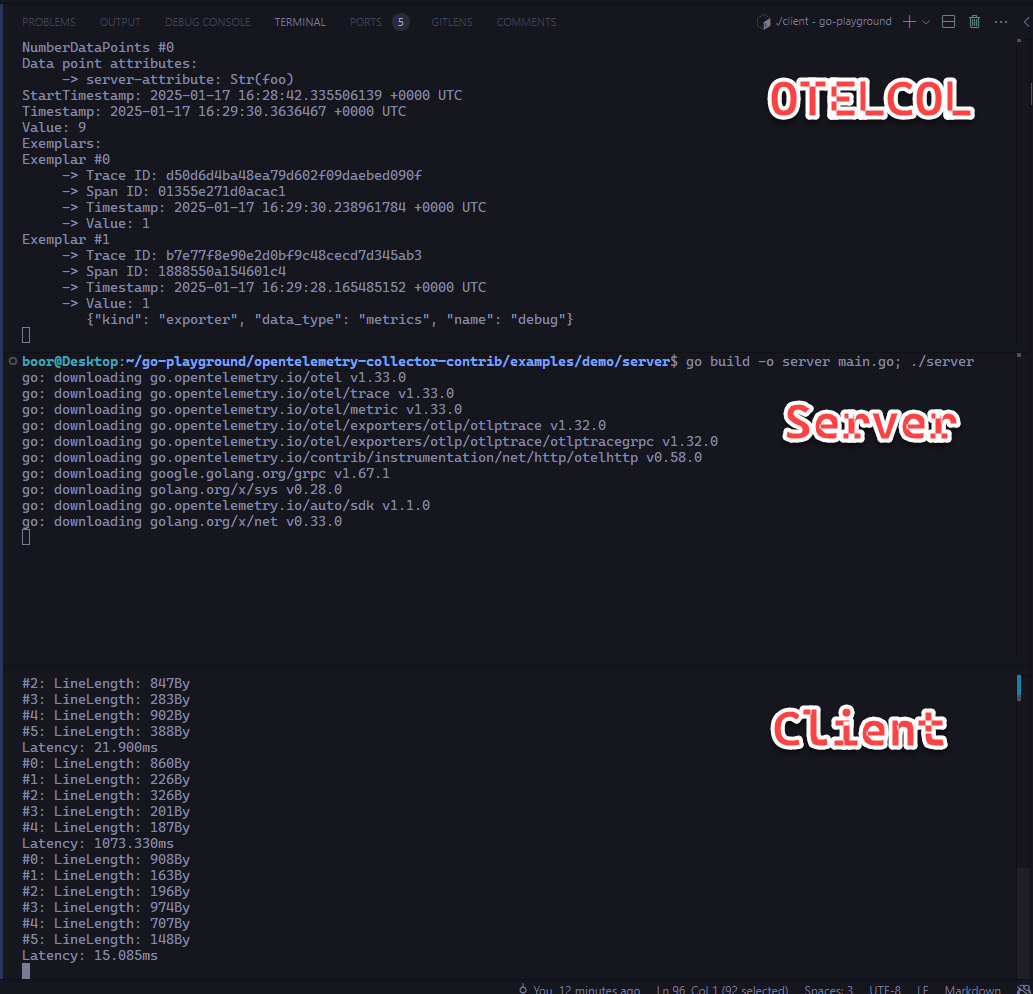 PROBLEMS OUTPUT DEBUG CONSOLE TERMINAL PORTS 5 GITLENS COMMENTS ./client - go-playground
NumberDataPoints #0
Data point attributes:
-> server-attribute: Str(foo)
StartTimestamp: 2025-01-17 16:28:42.335506139 +0000 UTC
Timestamp: 2025-01-17 16:29:30.3636467 +0000 UTC
Value: 9
Exemplars:
Exemplar #0
-> Trace ID: d50d6d4ba48ea79d602f09daebed090f
-> Span ID: 01355e271d0acac1
-> Timestamp: 2025-01-17 16:29:30.238961784 +0000 UTC
-> Value: 1
Exemplar #1
-> Trace ID: b7e77f8e90e2d0bf9c48cecd7d345ab3
-> Span ID: 1888550a154601c4
-> Timestamp: 2025-01-17 16:29:28.165485152 +0000 UTC
-> Value: 1
{"kind": "exporter", "data_type": "metrics", "name": "debug"}
OTELCOL
boor@Desktop:~/go-playground/opentelemetry-collector-contrib/examples/demo/server$ go build -o server main.go; ./server
go: downloading go.opentelemetry.io/otel v1.33.0
go: downloading go.opentelemetry.io/otel/trace v1.33.0
go: downloading go.opentelemetry.io/otel/metric v1.33.0
go: downloading go.opentelemetry.io/otel/exporters/otlp/otlptrace v1.32.0
go: downloading go.opentelemetry.io/otel/exporters/otlp/otlptrace/otlptracegrpc v1.32.0
go: downloading go.opentelemetry.io/contrib/instrumentation/net/http/otelhttp v0.58.0
go: downloading google.golang.org/grpc v1.67.1
go: downloading golang.org/x/sys v0.28.0
go: downloading go.opentelemetry.io/auto/sdk v1.1.0
go: downloading golang.org/x/net v0.33.0
Server
#2: LineLength: 847By
#3: LineLength: 283By
#4: LineLength: 902By
#5: LineLength: 388By
Latency: 21.900ms
#0: LineLength: 860By
#1: LineLength: 226By
#2: LineLength: 326By
#3: LineLength: 201By
#4: LineLength: 187By
Latency: 1073.330ms
#0: LineLength: 908By
#1: LineLength: 163By
#2: LineLength: 196By
#3: LineLength: 974By
#4: LineLength: 707By
#5: LineLength: 148By
Latency: 15.085ms
Client
You, 12 minutes ago Ln 96, Col 1 (92 selected) Spaces: 3 UTF-8 LF Markdown